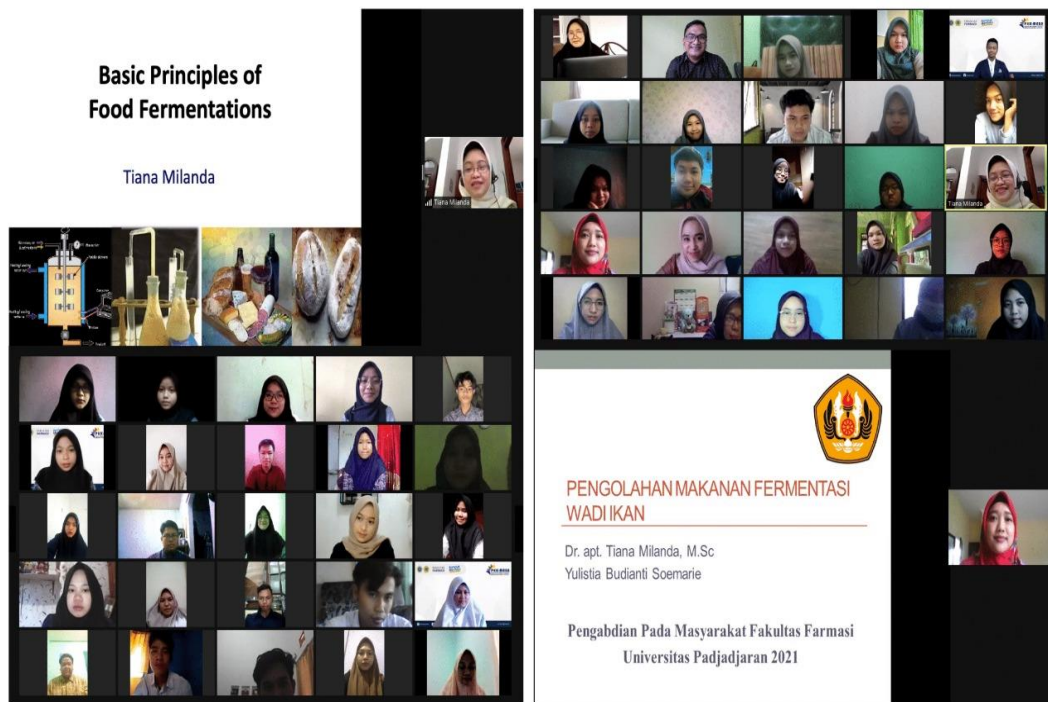 Basic Principles of
Food Fermentations
Tiana Milanda
Tiana Milanda
Tiana Milanda
PENGOLAHAN MAKANAN FERMENTASI
WADI IKAN
Dr. apt. Tiana Milanda, M.Sc
Yulistia Budianti Soemarie
Pengabdian Pada Masyarakat Fakultas Farmasi
Universitas Padjadjaran 2021